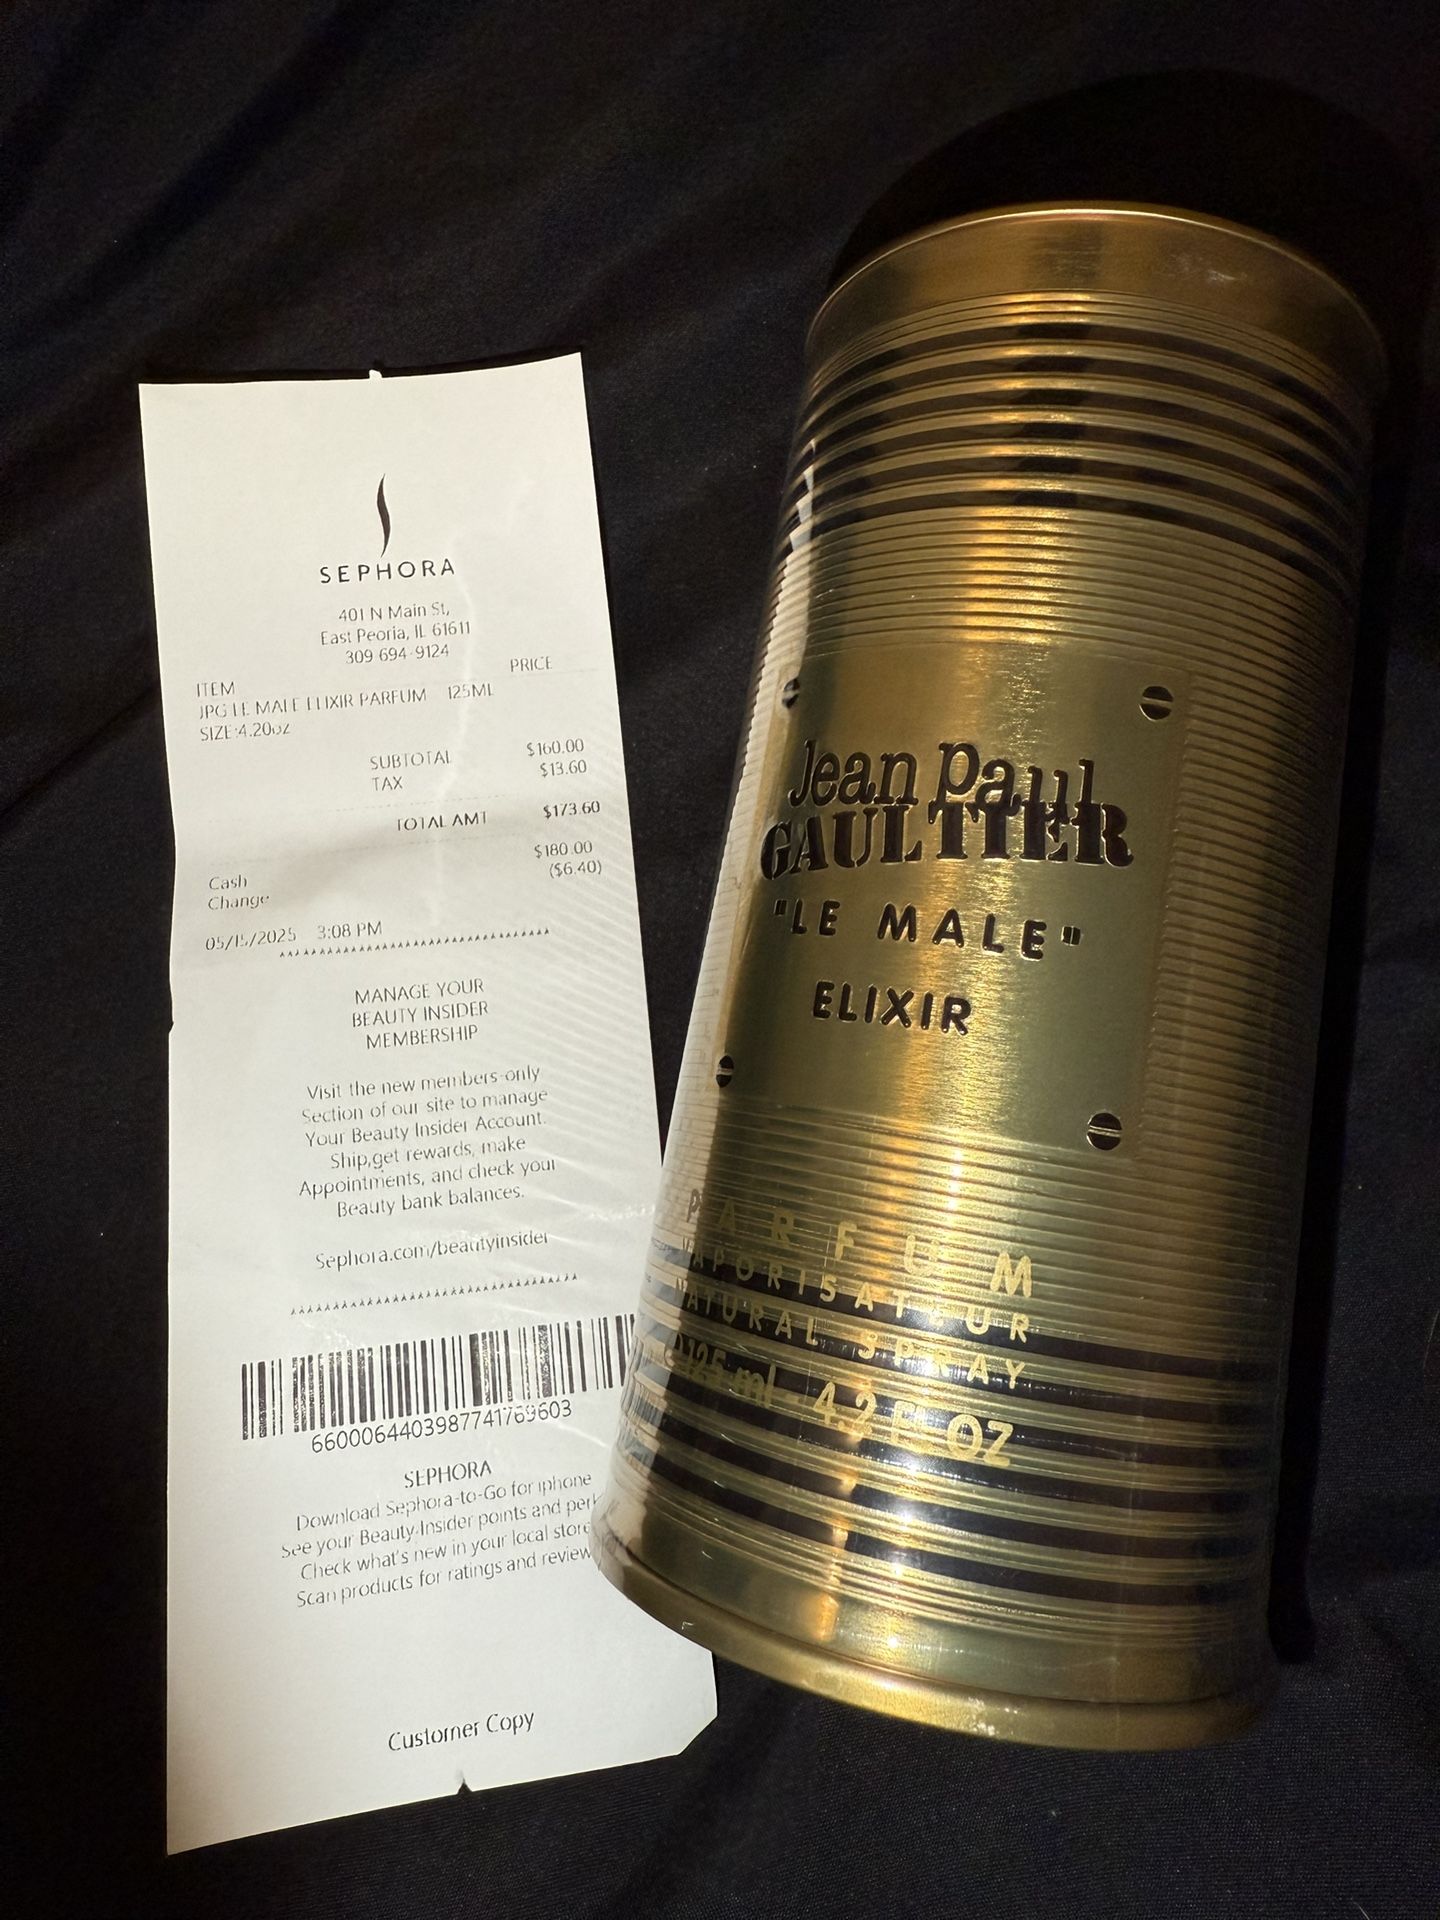 SEPHORA
401 N Main St,
East Peoria, IL 61611
309 694-9124
ITEM PRICE
JPG LE MALE ELIXIR PARFUM 125ML
SIZE:4.20oz
SUBTOTAL $160.00
TAX $13.60
TOTAL AMT $173.60
Cash $180.00
Change ($6.40)
05/15/2025 3:08 PM
MANAGE YOUR
BEAUTY INSIDER
MEMBERSHIP
Visit the new members-only
Section of our site to manage
Your Beauty Insider Account.
Ship,get rewards, make
Appointments, and check your
Beauty bank balances.
Sephora.com/beautyinsider
6600064403987741769603
SEPHORA
Download Sephora-to-Go for iphone
See your Beauty Insider points and
Check what's new in your local store
Scan products for ratings and review
Customer Copy
Jean Paul
GAULTIER
"LE MALE"
ELIXIR
PARFUM
VAPORISATEUR
NATURAL SPRAY
125 ml - 4.2 FL OZ